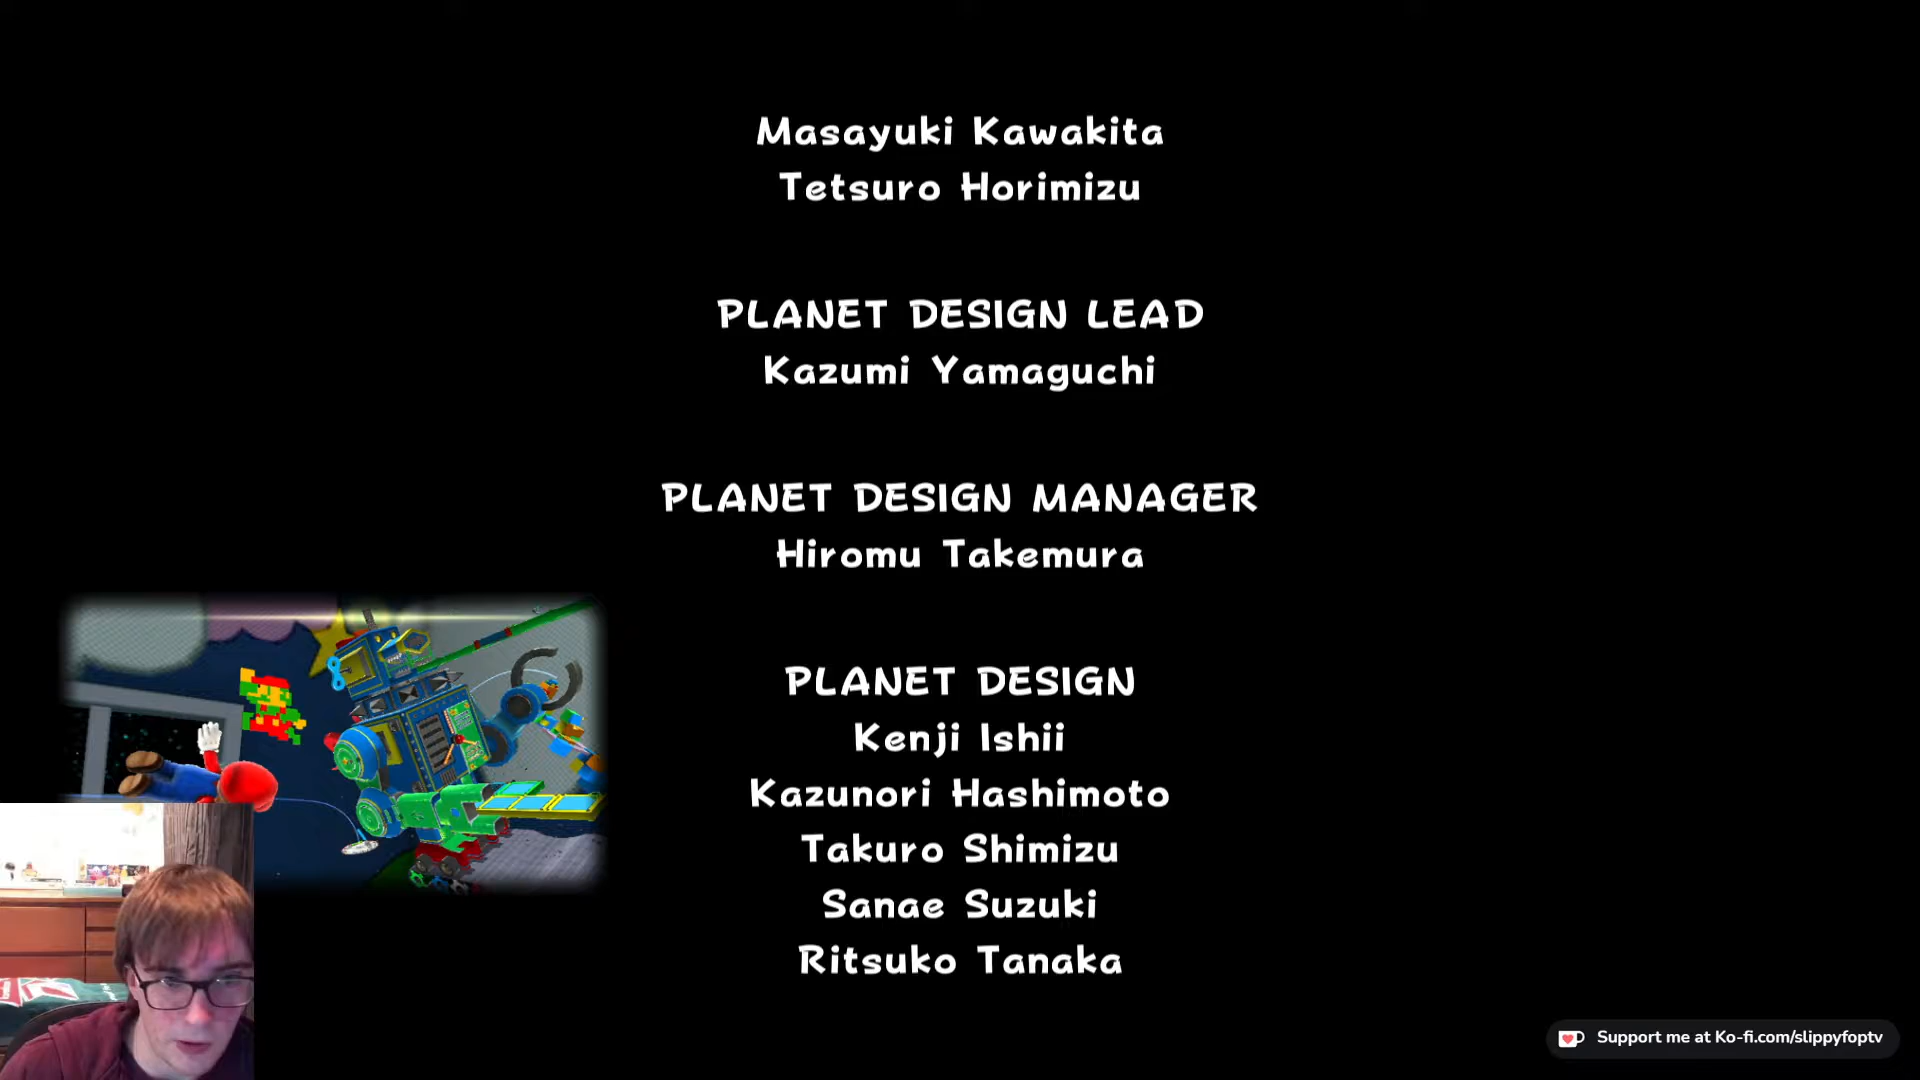 Masayuki Kawakita
Tetsuro Horimizu
PLANET DESIGN LEAD
Kazumi Yamaguchi
PLANET DESIGN MANAGER
Hiromu Takemura
PLANET DESIGN
Kenji Ishii
Kazunori Hashimoto
Takuro Shimizu
Sanae Suzuki
Ritsuko Tanaka
Support me at Ko-fi.com/slippyfoptv